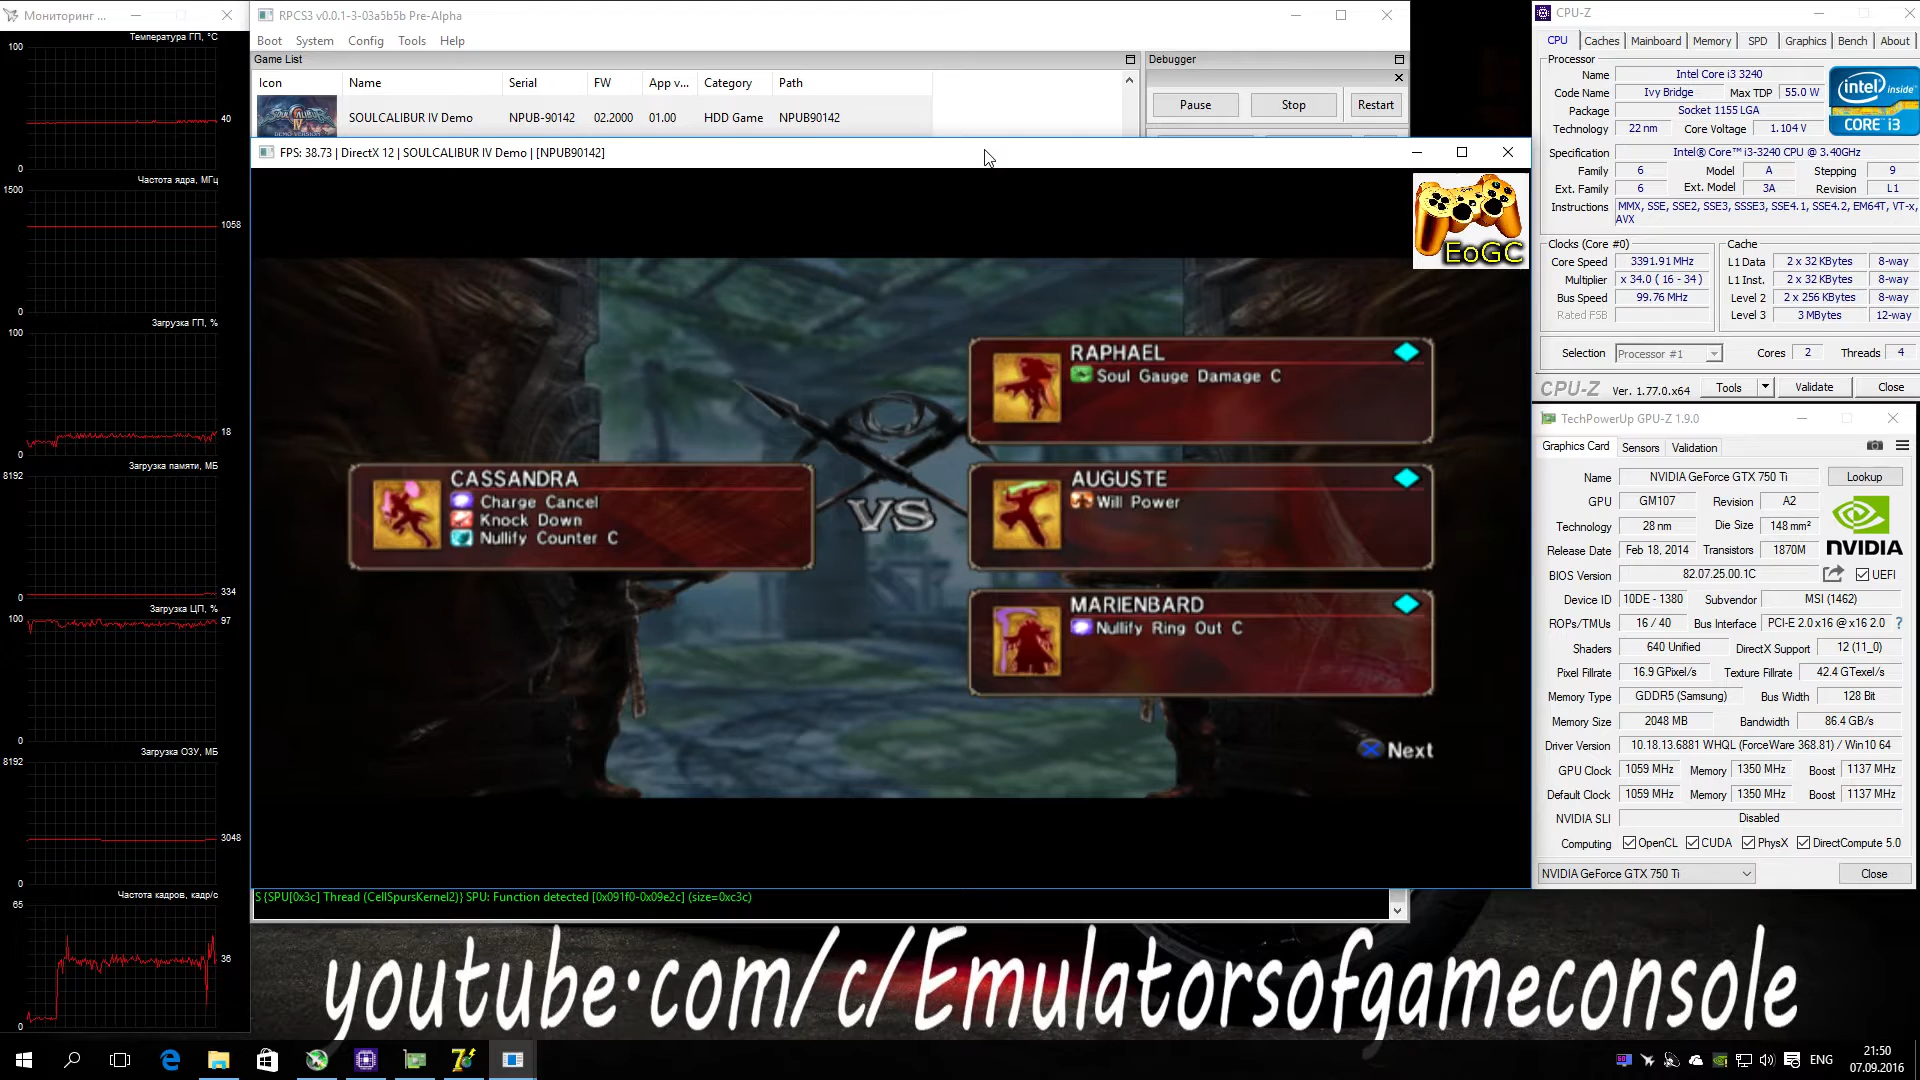 Мониторинг ...
Температура ГП, °C
100
40
0
Частота ядра, МГц
1500
1058
0
Загрузка ГП, %
100
18
0
Загрузка памяти, МБ
8192
334
0
Загрузка ЦП, %
100
97
0
Загрузка ОЗУ, МБ
8192
3048
0
Частота кадров, кадр/с
65
36
0
RPCS3 v0.0.1-3-03a5b5b Pre-Alpha
Boot System Config Tools Help
Game List
Icon Name Serial FW App v... Category Path
SOULCALIBUR IV Demo NPUB-90142 02.2000 01.00 HDD Game NPUB90142
Debugger
Pause Stop Restart
FPS: 38.73 | DirectX 12 | SOULCALIBUR IV Demo | [NPUB90142]
EoGC
CASSANDRA
Charge Cancel
Knock Down
Nullify Counter C
VS
RAPHAEL
Soul Gauge Damage C
AUGUSTE
Will Power
MARIENBARD
Nullify Ring Out C
Next
S {SPU[0x3c] Thread (CellSpursKernel2)} SPU: Function detected [0x091f0-0x09e2c] (size=0xc3c)
youtube.com/c/Emulatorsofgameconsole
CPU-Z
CPU Caches Mainboard Memory SPD Graphics Bench About
Processor
Name Intel Core i3 3240
Code Name Ivy Bridge Max TDP 55.0 W
Package Socket 1155 LGA
Technology 22 nm Core Voltage 1.104 V
intel inside™
CORE i3
Specification Intel® Core™ i3-3240 CPU @ 3.40GHz
Family 6 Model A Stepping 9
Ext. Family 6 Ext. Model 3A Revision L1
Instructions MMX, SSE, SSE2, SSE3, SSSE3, SSE4.1, SSE4.2, EM64T, VT-x,
AVX
Clocks (Core #0)
Core Speed 3391.91 MHz
Multiplier x 34.0 ( 16 - 34 )
Bus Speed 99.76 MHz
Rated FSB
Cache
L1 Data 2 x 32 KBytes 8-way
L1 Inst. 2 x 32 KBytes 8-way
Level 2 2 x 256 KBytes 8-way
Level 3 3 MBytes 12-way
Selection Processor #1 Cores 2 Threads 4
CPU-Z Ver. 1.77.0.x64 Tools Validate Close
TechPowerUp GPU-Z 1.9.0
Graphics Card Sensors Validation
Name NVIDIA GeForce GTX 750 Ti Lookup
GPU GM107 Revision A2
Technology 28 nm Die Size 148 mm²
Release Date Feb 18, 2014 Transistors 1870M
NVIDIA
BIOS Version 82.07.25.00.1C UEFI
Device ID 10DE - 1380 Subvendor MSI (1462)
ROPs/TMUs 16 / 40 Bus Interface PCI-E 2.0 x16 @ x16 2.0 ?
Shaders 640 Unified DirectX Support 12 (11_0)
Pixel Fillrate 16.9 GPixel/s Texture Fillrate 42.4 GTexel/s
Memory Type GDDR5 (Samsung) Bus Width 128 Bit
Memory Size 2048 MB Bandwidth 86.4 GB/s
Driver Version 10.18.13.6881 WHQL (ForceWare 368.81) / Win10 64
GPU Clock 1059 MHz Memory 1350 MHz Boost 1137 MHz
Default Clock 1059 MHz Memory 1350 MHz Boost 1137 MHz
NVIDIA SLI Disabled
Computing OpenCL CUDA PhysX DirectCompute 5.0
NVIDIA GeForce GTX 750 Ti Close
ENG
21:50
07.09.2016